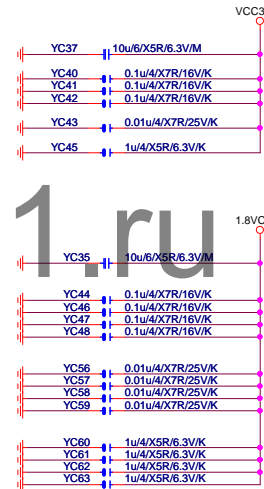 VCC3
YC37 10u/6/X5R/6.3V/M
YC40 0.1u/4/X7R/16V/K
YC41 0.1u/4/X7R/16V/K
YC42 0.1u/4/X7R/16V/K
YC43 0.01u/4/X7R/25V/K
YC45 1u/4/X5R/6.3V/K
1.ru
1.8VC
YC35 10u/6/X5R/6.3V/M
YC44 0.1u/4/X7R/16V/K
YC46 0.1u/4/X7R/16V/K
YC47 0.1u/4/X7R/16V/K
YC48 0.1u/4/X7R/16V/K
YC56 0.01u/4/X7R/25V/K
YC57 0.01u/4/X7R/25V/K
YC58 0.01u/4/X7R/25V/K
YC59 0.01u/4/X7R/25V/K
YC60 1u/4/X5R/6.3V/K
YC61 1u/4/X5R/6.3V/K
YC62 1u/4/X5R/6.3V/K
YC63 1u/4/X5R/6.3V/K